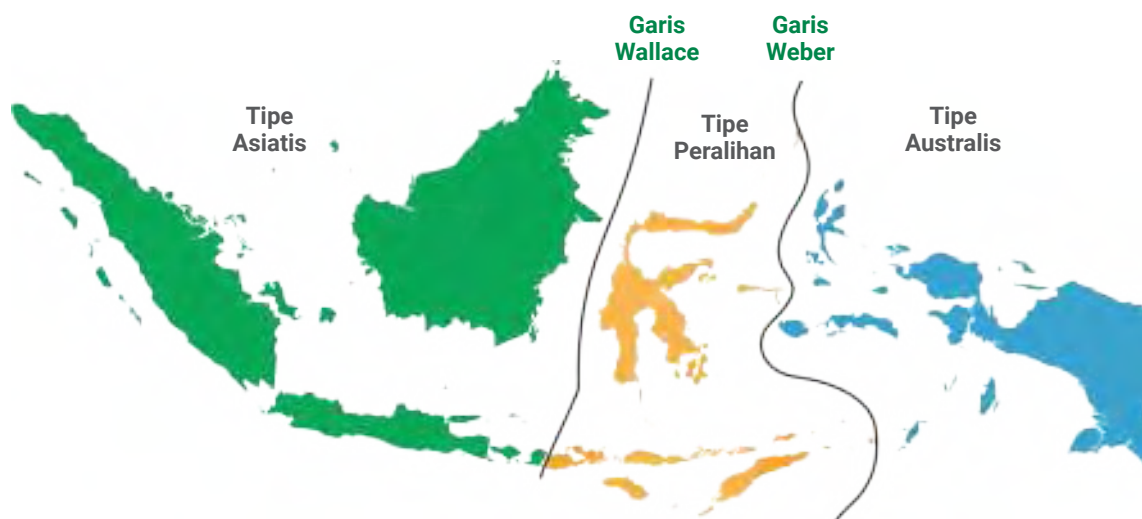 Garis
Wallace
Garis
Weber
Tipe
Asiatis
Tipe
Peralihan
Tipe
Australis